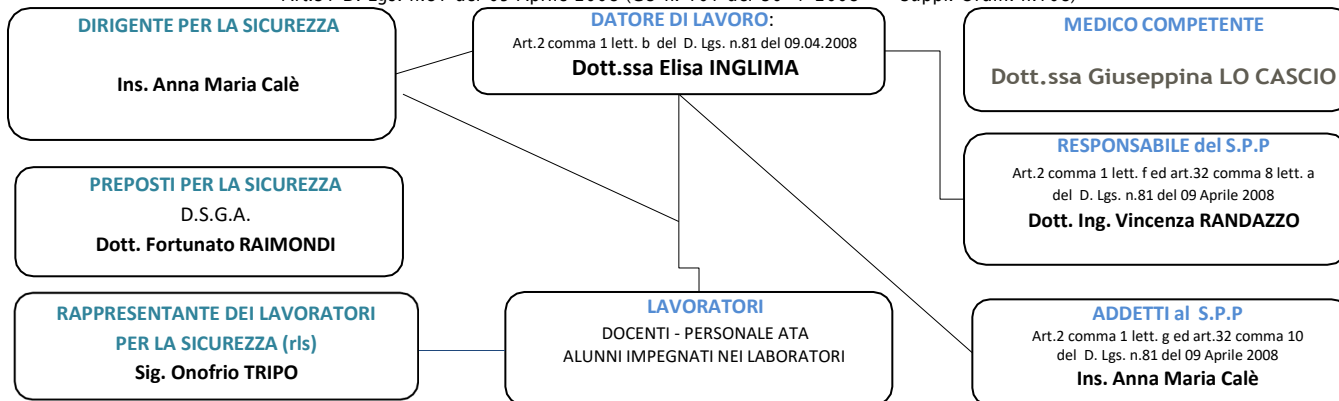 DIRIGENTE PER LA SICUREZZA
Ins. Anna Maria Calè
DATORE DI LAVORO:
Art.2 comma 1 lett. b del D. Lgs. n.81 del 09.04.2008
Dott.ssa Elisa INGLIMA
MEDICO COMPETENTE
Dott.ssa Giuseppina LO CASCIO
PREPOSTI PER LA SICUREZZA
D.S.G.A.
Dott. Fortunato RAIMONDI
RESPONSABILE del S.P.P
Art.2 comma 1 lett. f ed art.32 comma 8 lett. a
del D. Lgs. n.81 del 09 Aprile 2008
Dott. Ing. Vincenza RANDAZZO
RAPPRESENTANTE DEI LAVORATORI
PER LA SICUREZZA (rls)
Sig. Onofrio TRIPO
LAVORATORI
DOCENTI - PERSONALE ATA
ALUNNI IMPEGNATI NEI LABORATORI
ADDETTI al S.P.P
Art.2 comma 1 lett. g ed art.32 comma 10
del D. Lgs. n.81 del 09 Aprile 2008
Ins. Anna Maria Calè